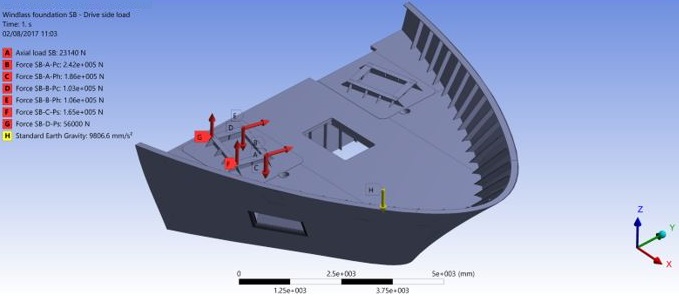 Windlass foundation SB - Drive side load
Time: 1. s
02/08/2017 11:03
A Axial load SB: 23140 N
B Force SB-A-Pc: 2.42e+005 N
C Force SB-A-Ph: 1.86e+005 N
D Force SB-B-Pc: 1.03e+005 N
E Force SB-B-Ph: 1.06e+005 N
F Force SB-C-Ps: 1.65e+005 N
G Force SB-D-Ps: 56000 N
H Standard Earth Gravity: 9806.6 mm/s²
E
D
G
F
B
A
F
C
H
Z
Y
X
0 2.5e+003 5e+003 (mm)
1.25e+003 3.75e+003